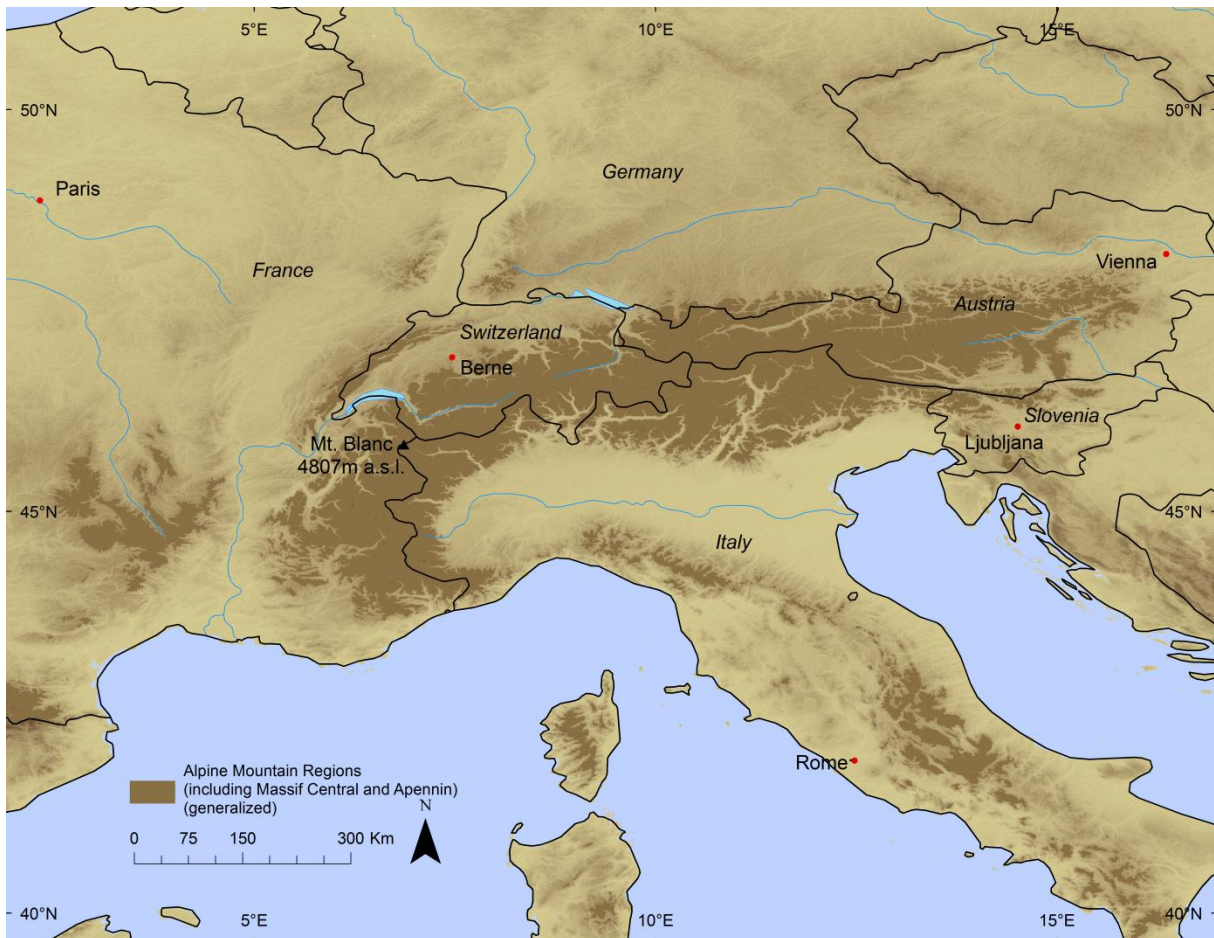 5°E
10°E
15°E
50°N
50°N
Germany
Paris
France
Vienna
Austria
Switzerland
Berne
Slovenia
Ljubljana
Mt. Blanc
4807m a.s.l.
45°N
45°N
Italy
Rome
Alpine Mountain Regions
(including Massif Central and Apennin)
(generalized)
N
0 75 150 300 Km
40°N
5°E
10°E
15°E
40°N